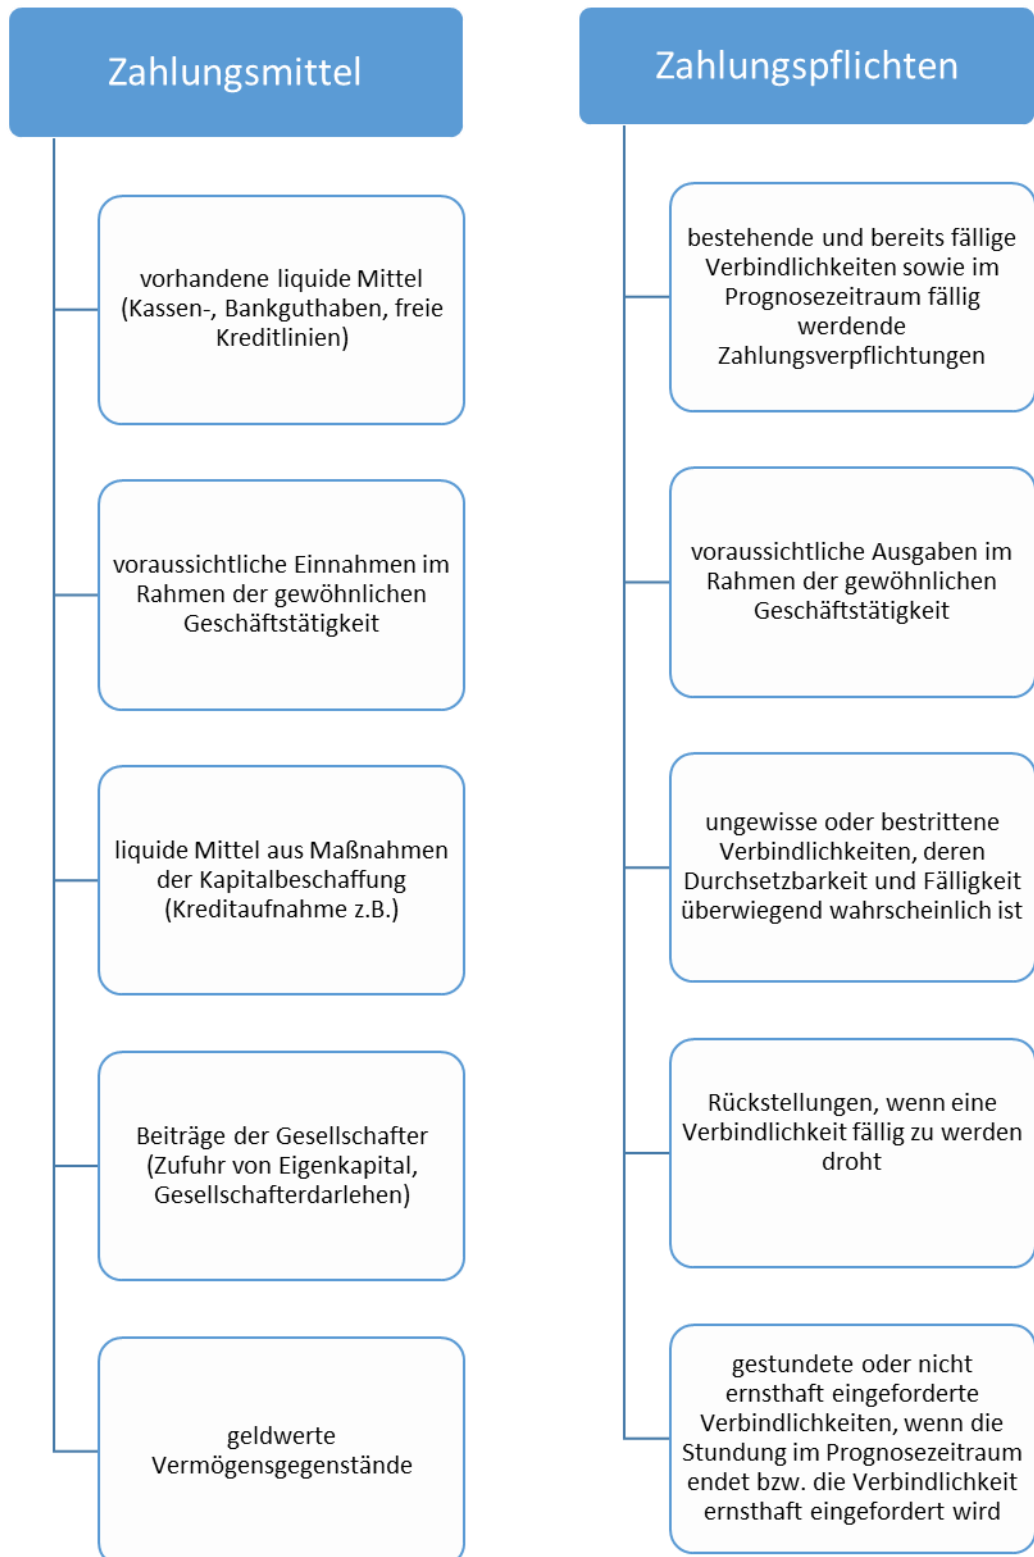 Zahlungsmittel
vorhandene liquide Mittel
(Kassen-, Bankguthaben, freie
Kreditlinien)
voraussichtliche Einnahmen im
Rahmen der gewöhnlichen
Geschäftstätigkeit
liquide Mittel aus Maßnahmen
der Kapitalbeschaffung
(Kreditaufnahme z.B.)
Beiträge der Gesellschafter
(Zufuhr von Eigenkapital,
Gesellschafterdarlehen)
geldwerte
Vermögensgegenstände
Zahlungspflichten
bestehende und bereits fällige
Verbindlichkeiten sowie im
Prognosezeitraum fällig
werdende
Zahlungsverpflichtungen
voraussichtliche Ausgaben im
Rahmen der gewöhnlichen
Geschäftstätigkeit
ungewisse oder bestrittene
Verbindlichkeiten, deren
Durchsetzbarkeit und Fälligkeit
überwiegend wahrscheinlich ist
Rückstellungen, wenn eine
Verbindlichkeit fällig zu werden
droht
gestundete oder nicht
ernsthaft eingeforderte
Verbindlichkeiten, wenn die
Stundung im Prognosezeitraum
endet bzw. die Verbindlichkeit
ernsthaft eingefordert wird